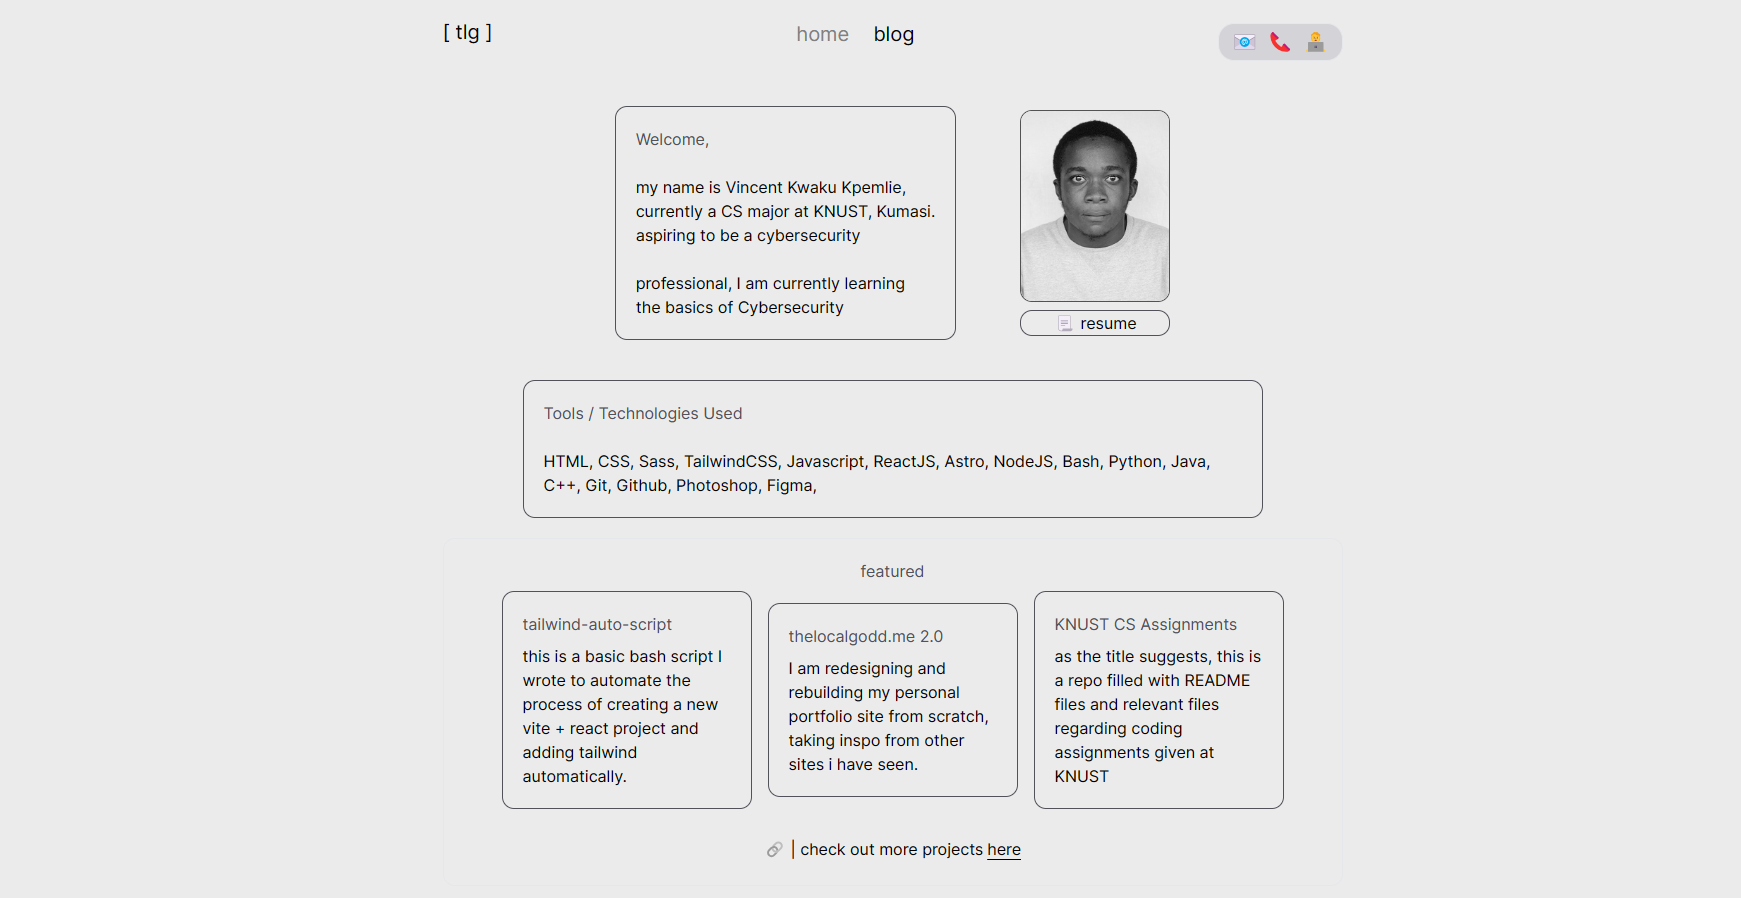 [ tlg ]
home
blog
Welcome,
my name is Vincent Kwaku Kpemlie,
currently a CS major at KNUST, Kumasi.
aspiring to be a cybersecurity
professional, I am currently learning
the basics of Cybersecurity
resume
Tools / Technologies Used
HTML, CSS, Sass, TailwindCSS, Javascript, ReactJS, Astro, NodeJS, Bash, Python, Java,
C++, Git, Github, Photoshop, Figma,
featured
tailwind-auto-script
this is a basic bash script I
wrote to automate the
process of creating a new
vite + react project and
adding tailwind
automatically.
thelocalgodd.me 2.0
I am redesigning and
rebuilding my personal
portfolio site from scratch,
taking inspo from other
sites i have seen.
KNUST CS Assignments
as the title suggests, this is
a repo filled with README
files and relevant files
regarding coding
assignments given at
KNUST
| check out more projects here